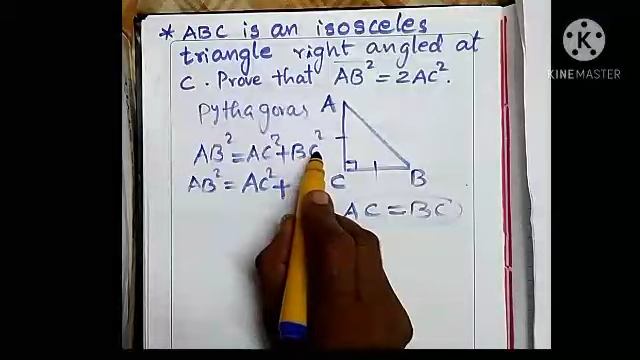 * ABC is an isosceles
triangle right angled at
C. Prove that AB² = 2AC².
Pythagoras
A
AB² = AC² + BC²
AB² = AC² +
C
B
AC = BC
K
KINEMASTER